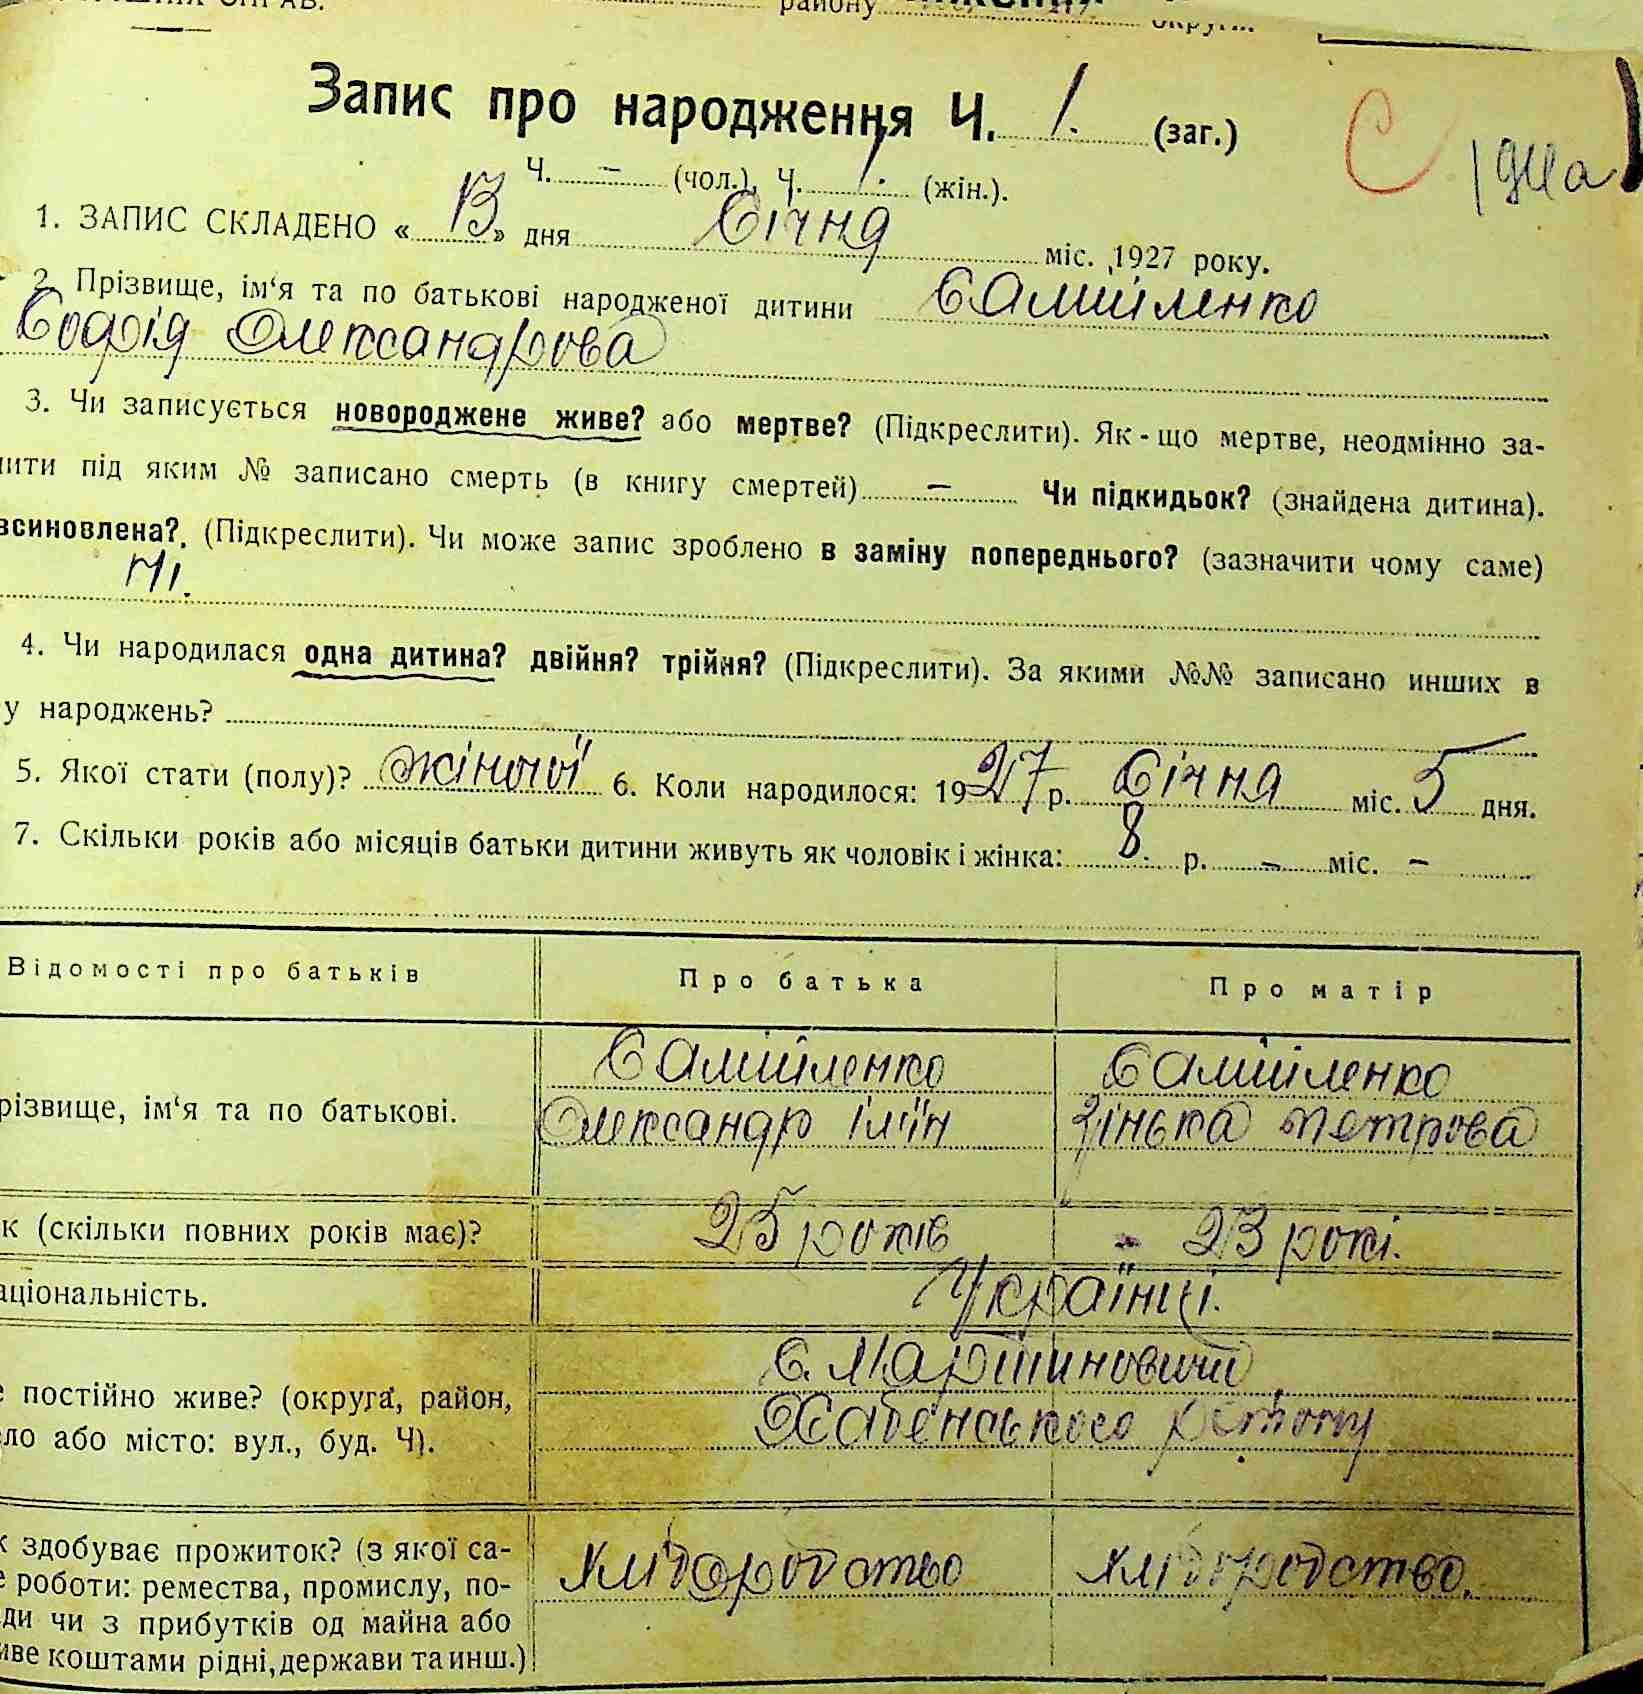 району
округи
Запис про народження Ч. 1. (заг.)
Ч. – (чол.), Ч. 1. (жін.).
1. ЗАПИС СКЛАДЕНО « 13 » дня Січня міс. 1927 року.
2. Прізвище, ім‘я та по батькові народженої дитини Самійленко
Софія Олександрова
3. Чи записується новороджене живе? або мертве? (Підкреслити). Як-що мертве, неодмінно за-
ити під яким № записано смерть (в книгу смертей) – Чи підкидьок? (знайдена дитина).
всиновлена?. (Підкреслити). Чи може запис зроблено в заміну попереднього? (зазначити чому саме)
Ні.
4. Чи народилася одна дитина? двійня? трійня? (Підкреслити). За якими №№ записано инших в
у народжень?
5. Якої стати (полу)? жіночої 6. Коли народилося: 1927 р. Січня міс. 5 дня.
7. Скільки років або місяців батьки дитини живуть як чоловік і жінка: 8. р. – міс. –
Відомості про батьків Про батька Про матір
Самійленко Самійленко
різвище, ім‘я та по батькові. Олександр Ілїн Зінька Петрова
к (скільки повних років має)? 25 років - 23 рокі.
аціональність. Українці.
С. Мартиновичі
е постійно живе? (округа, район, Хабенського району
ло або місто: вул., буд. Ч).
к здобуває прожиток? (з якої са- хліборобство хліборобство.
е роботи: ремества, промислу, по-
ди чи з прибутків од майна або
иве коштами рідні, держави та инш.)